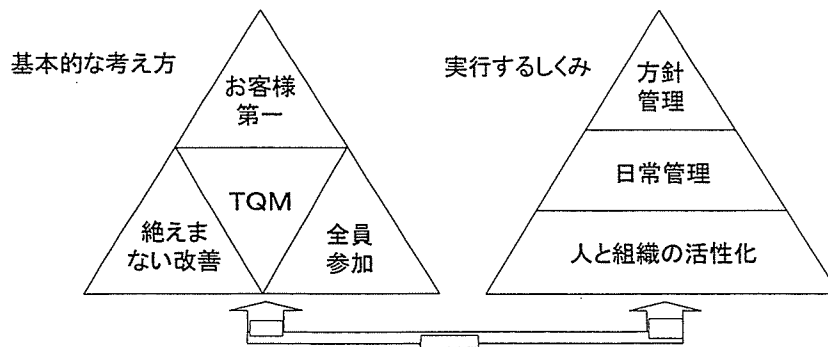 基本的な考え方
お客様
第一
TQM
絶えま
ない改善
全員
参加
実行するしくみ
方針
管理
日常管理
人と組織の活性化